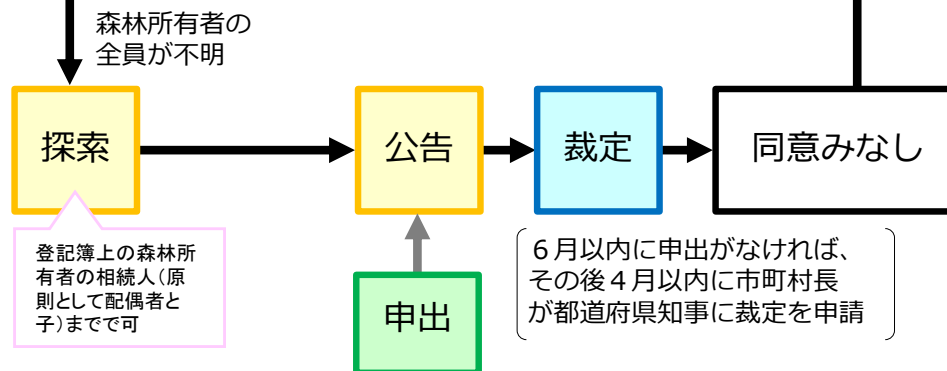 森林所有者の
全員が不明
探索
公告
裁定
同意みなし
登記簿上の森林所
有者の相続人(原
則として配偶者と
子)までで可
申出
６月以内に申出がなければ、
その後４月以内に市町村長
が都道府県知事に裁定を申請